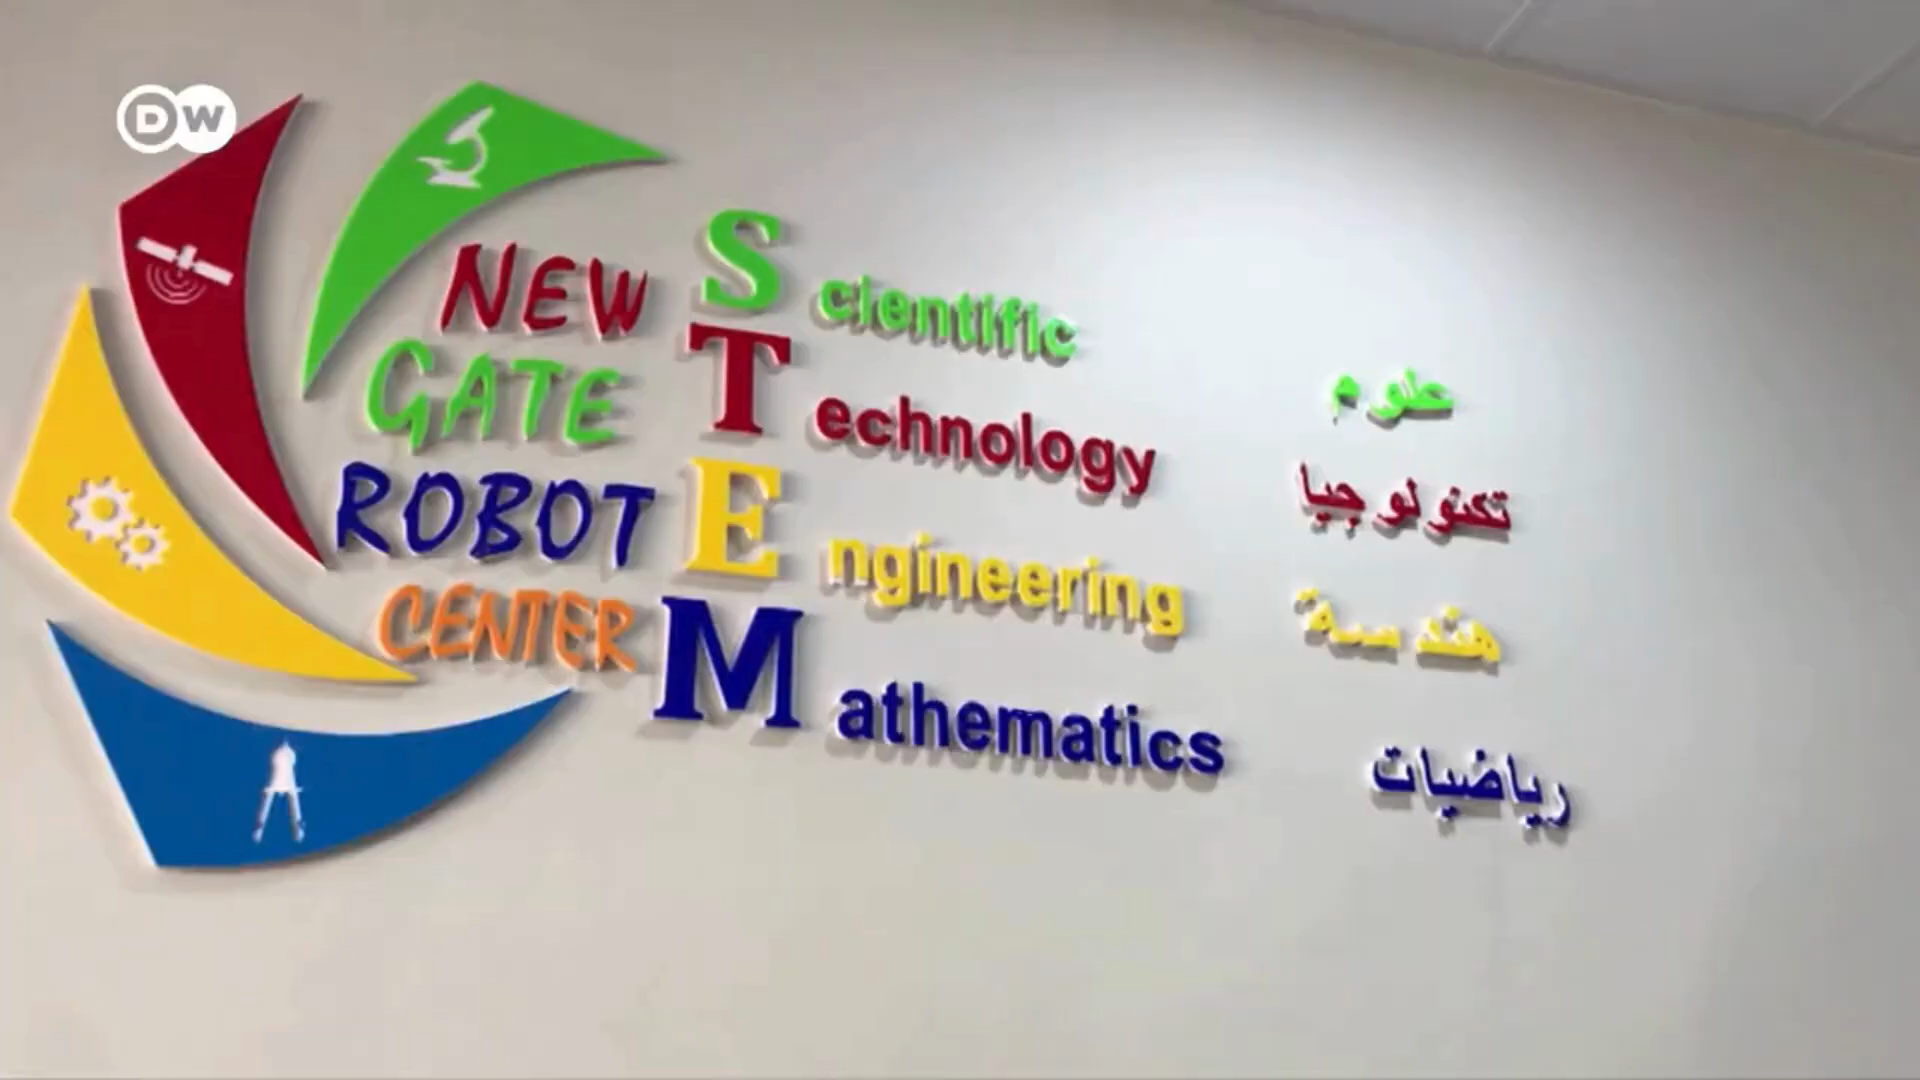 DW
NEW
GATE
ROBOT
CENTER
Scientific
Technology
Engineering
Mathematics
علوم
تكنولوجيا
هندسة
رياضيات